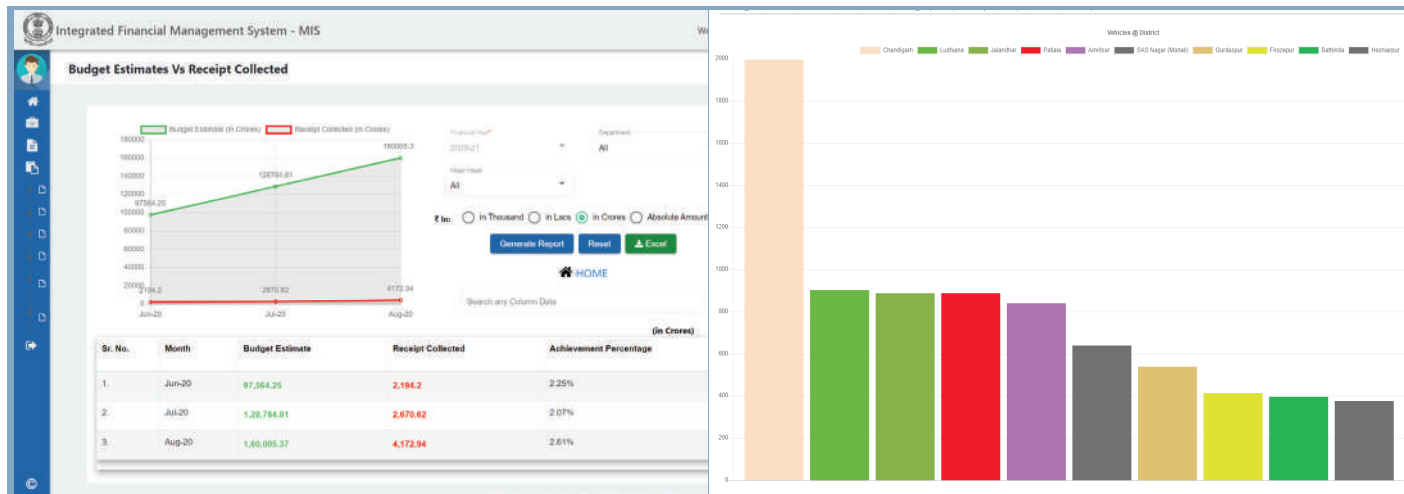 Integrated Financial Management System - MIS
Budget Estimates Vs Receipt Collected
Budget Estimate (in Crores) Receipt Collected (in Crores)
180000
160000
140000
120000
100000
80000
60000
40000
20000
0
97564.25
128784.81
160005.3
2194.2
2670.62
4172.94
Jun-20 Jul-20 Aug-20
Financial Year*
2020-21
Department
All
Major Head
All
₹ In: in Thousand in Lacs in Crores Absolute Amount
Generate Report Reset Excel
HOME
Search any Column Data
(in Crores)
Sr. No. Month Budget Estimate Receipt Collected Achievement Percentage
1. Jun-20 97,564.25 2,194.2 2.25%
2. Jul-20 1,28,784.81 2,670.62 2.07%
3. Aug-20 1,60,005.37 4,172.94 2.61%
©
Vehicles @ District
Chandigarh Ludhiana Jalandhar Patiala Amritsar SAS Nagar (Mohali) Gurdaspur Firozepur Bathinda Hoshiarpur
2000
1800
1600
1400
1200
1000
800
600
400
200
0